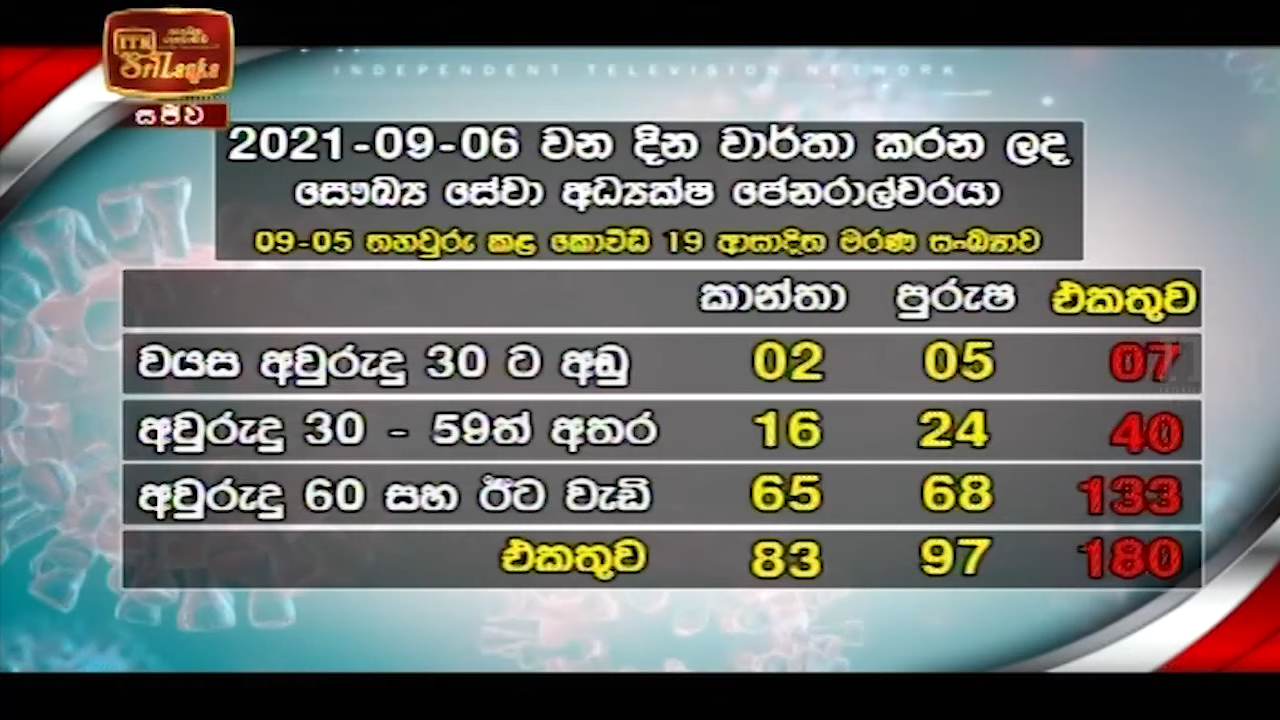 ITN
Sri Lanka
සජීව
INDEPENDENT TELEVISION NETWORK
2021-09-06 වන දින වාර්තා කරන ලද
සෞඛ්‍ය සේවා අධ්‍යක්ෂ ජෙනරාල්වරයා
09-05 තහවුරු කළ කොවිඩ් 19 ආසාදිත මරණ සංඛ්‍යාව
කාන්තා පුරුෂ එකතුව
වයස අවුරුදු 30 ට අඩු 02 05 07
අවුරුදු 30 - 59ත් අතර 16 24 40
අවුරුදු 60 සහ ඊට වැඩි 65 68 133
එකතුව 83 97 180